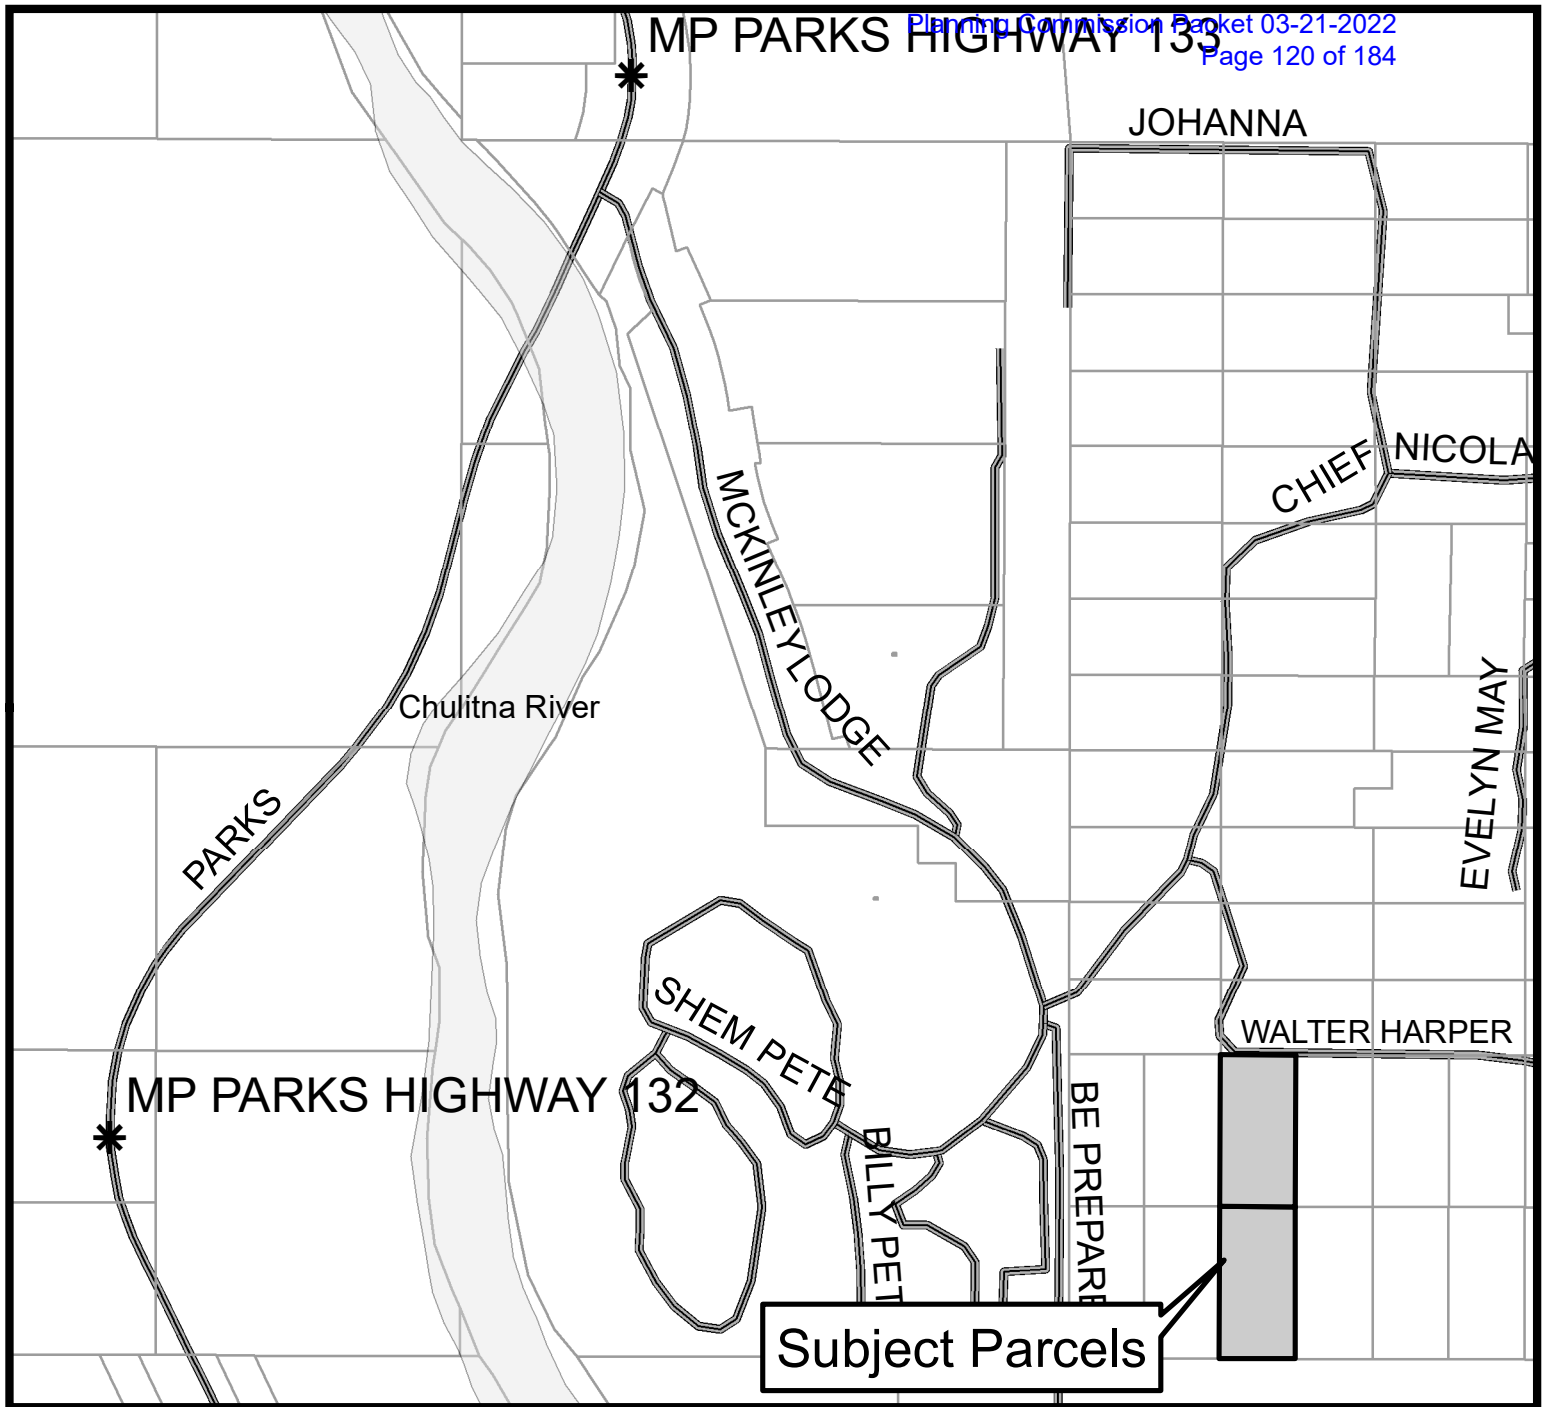 Planning Commission Packet 03-21-2022
Page 120 of 184
MP PARKS HIGHWAY 133
JOHANNA
CHIEF NICOLA
MCKINLEY LODGE
EVELYN MAY
Chulitna River
PARKS
SHEM PETE
WALTER HARPER
MP PARKS HIGHWAY 132
BE PREPARE
BILLY PET
Subject Parcels